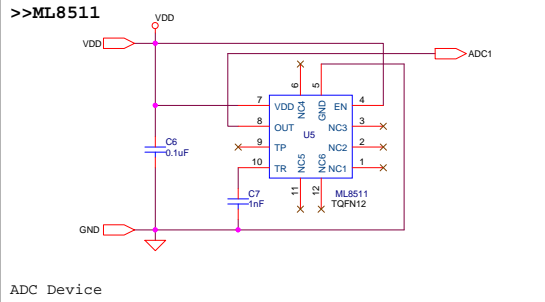 >>ML8511
VDD
VDD
ADC1
6
5
7
VDD
NC4
GND
EN
4
8
OUT
U5
NC3
3
9
TP
NC2
2
10
TR
NC5
NC6
NC1
1
C6
0.1uF
11
12
C7
1nF
ML8511
TQFN12
GND
ADC Device